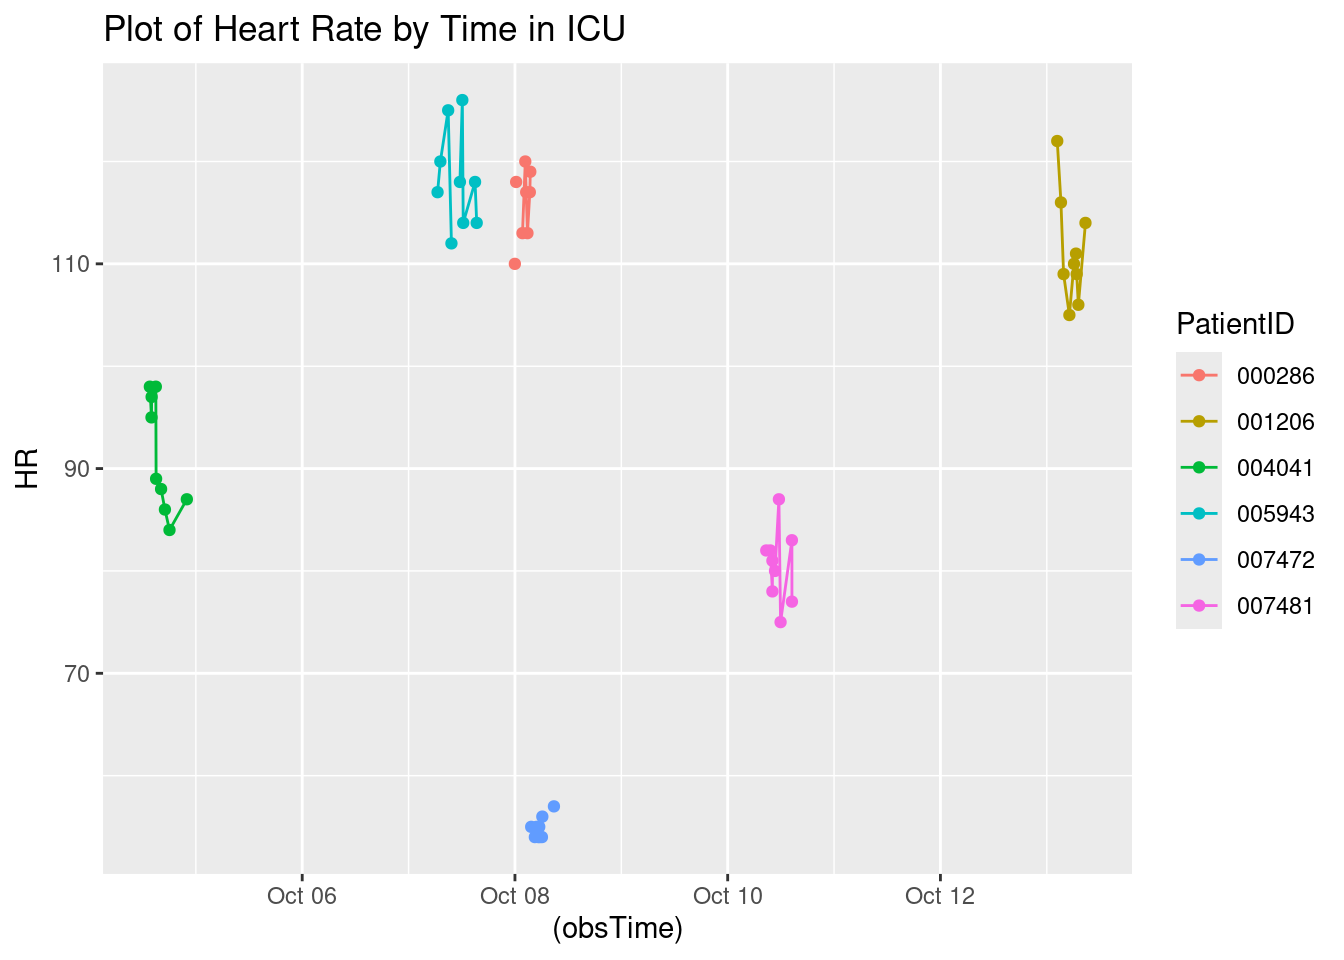 Plot of Heart Rate by Time in ICU
HR
110
90
70
Oct 06
Oct 08
Oct 10
Oct 12
(obsTime)
PatientID
000286
001206
004041
005943
007472
007481